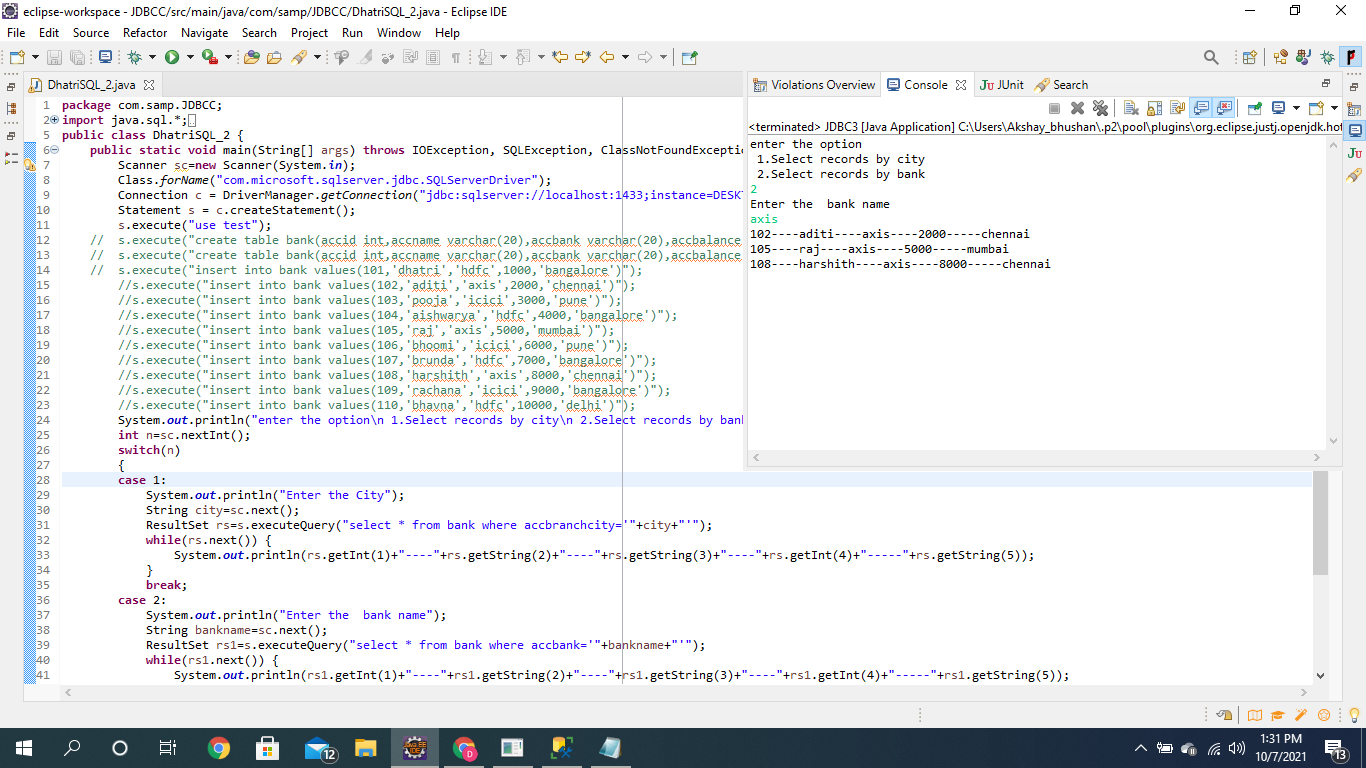 eclipse-workspace - JDBCC/src/main/java/com/samp/JDBCC/DhatriSQL_2.java - Eclipse IDE
File Edit Source Refactor Navigate Search Project Run Window Help
DhatriSQL_2.java
1 package com.samp.JDBCC;
2 import java.sql.*;
5 public class DhatriSQL_2 {
6 public static void main(String[] args) throws IOException, SQLException, ClassNotFoundExcepti
7 Scanner sc=new Scanner(System.in);
8 Class.forName("com.microsoft.sqlserver.jdbc.SQLServerDriver");
9 Connection c = DriverManager.getConnection("jdbc:sqlserver://localhost:1433;instance=DESK
10 Statement s = c.createStatement();
11 s.execute("use test");
12 // s.execute("create table bank(accid int,accname varchar(20),accbank varchar(20),accbalance
13 // s.execute("create table bank(accid int,accname varchar(20),accbank varchar(20),accbalance
14 // s.execute("insert into bank values(101,'dhatri','hdfc',1000,'bangalore')");
15 //s.execute("insert into bank values(102,'aditi','axis',2000,'chennai')");
16 //s.execute("insert into bank values(103,'pooja','icici',3000,'pune')");
17 //s.execute("insert into bank values(104,'aishwarya','hdfc',4000,'bangalore')");
18 //s.execute("insert into bank values(105,'raj','axis',5000,'mumbai')");
19 //s.execute("insert into bank values(106,'bhoomi','icici',6000,'pune')");
20 //s.execute("insert into bank values(107,'brunda','hdfc',7000,'bangalore')");
21 //s.execute("insert into bank values(108,'harshith','axis',8000,'chennai')");
22 //s.execute("insert into bank values(109,'rachana','icici',9000,'bangalore')");
23 //s.execute("insert into bank values(110,'bhavna','hdfc',10000,'delhi')");
24 System.out.println("enter the option\n 1.Select records by city\n 2.Select records by ban
25 int n=sc.nextInt();
26 switch(n)
27 {
28 case 1:
29 System.out.println("Enter the City");
30 String city=sc.next();
31 ResultSet rs=s.executeQuery("select * from bank where accbranchcity='"+city+"'");
32 while(rs.next()) {
33 System.out.println(rs.getInt(1)+"----"+rs.getString(2)+"----"+rs.getString(3)+"----"+rs.getInt(4)+"-----"+rs.getString(5));
34 }
35 break;
36 case 2:
37 System.out.println("Enter the  bank name");
38 String bankname=sc.next();
39 ResultSet rs1=s.executeQuery("select * from bank where accbank='"+bankname+"'");
40 while(rs1.next()) {
41 System.out.println(rs1.getInt(1)+"----"+rs1.getString(2)+"----"+rs1.getString(3)+"----"+rs1.getInt(4)+"-----"+rs1.getString(5));
Violations Overview Console JUnit Search
<terminated> JDBC3 [Java Application] C:\Users\Akshay_bhushan\.p2\pool\plugins\org.eclipse.justj.openjdk.hot
enter the option
1.Select records by city
2.Select records by bank
2
Enter the  bank name
axis
102----aditi----axis----2000-----chennai
105----raj----axis----5000-----mumbai
108----harshith----axis----8000-----chennai
12
1:31 PM
10/7/2021
13